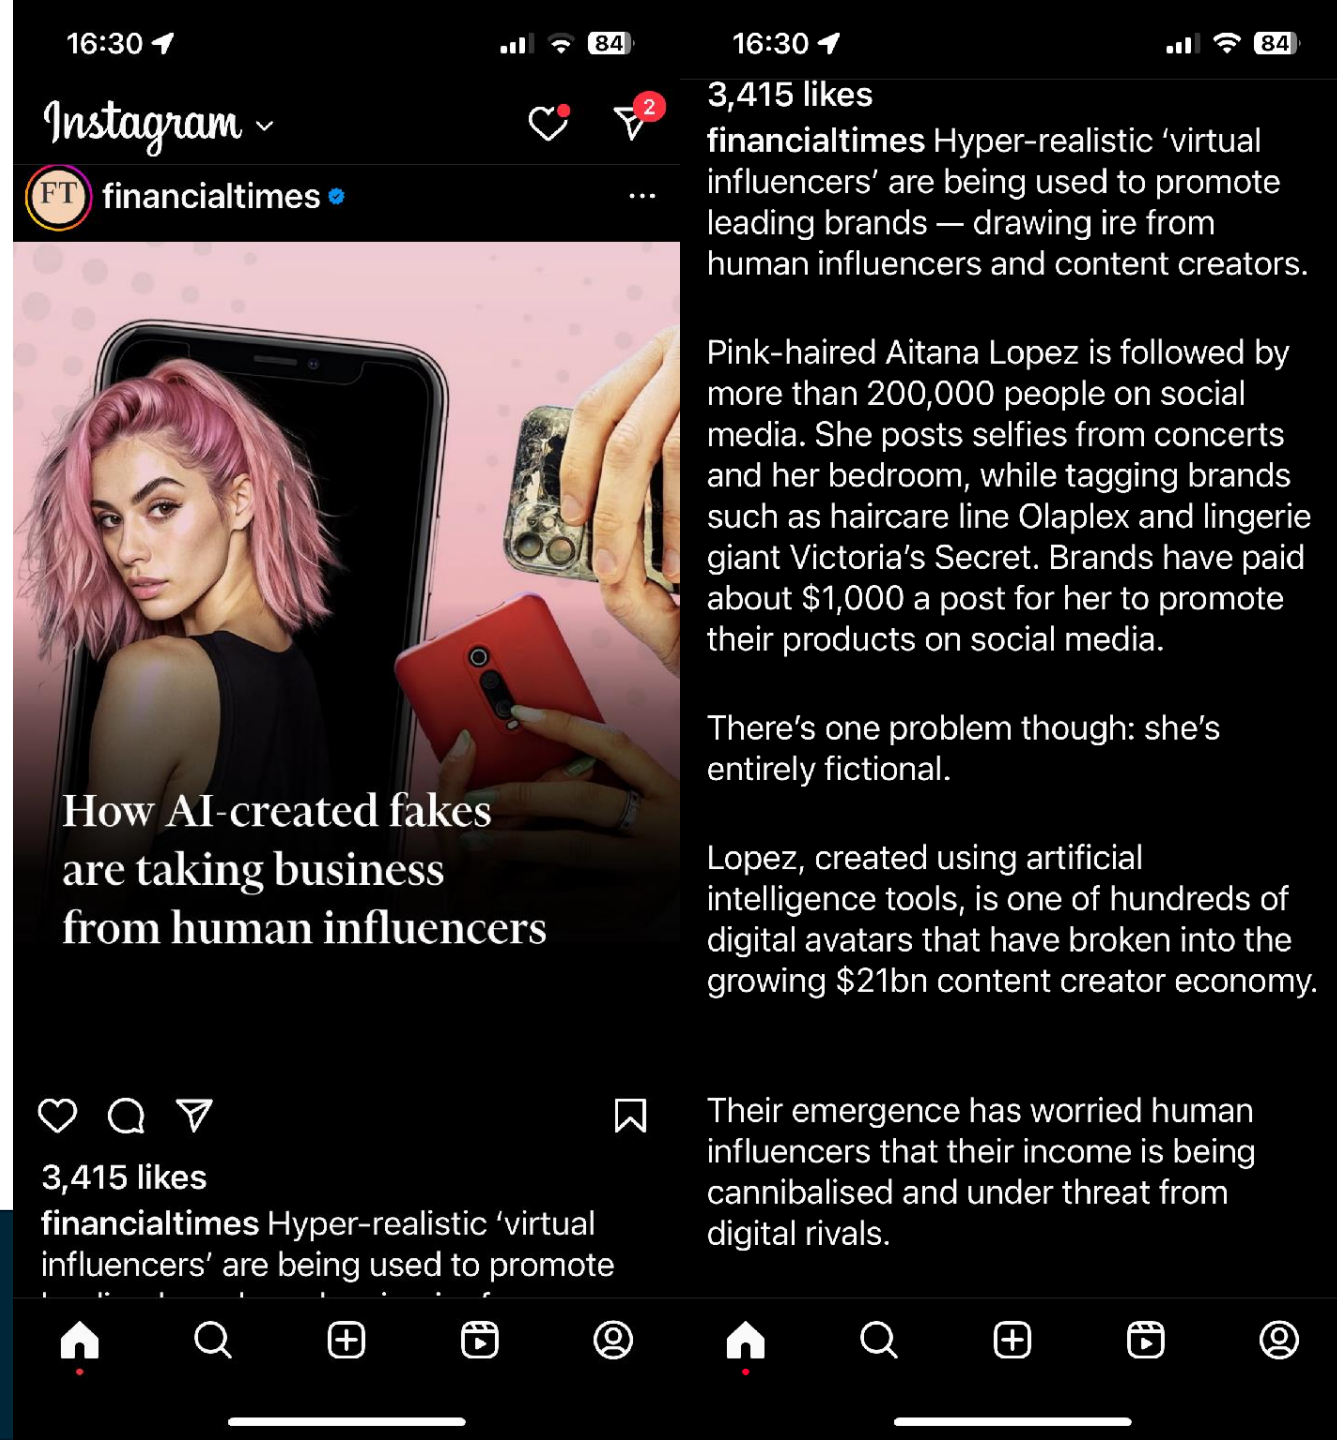 16:30
84
Instagram
2
FT
financialtimes
How AI-created fakes
are taking business
from human influencers
3,415 likes
financialtimes Hyper-realistic ‘virtual
influencers’ are being used to promote
16:30
84
3,415 likes
financialtimes Hyper-realistic ‘virtual
influencers’ are being used to promote
leading brands — drawing ire from
human influencers and content creators.
Pink-haired Aitana Lopez is followed by
more than 200,000 people on social
media. She posts selfies from concerts
and her bedroom, while tagging brands
such as haircare line Olaplex and lingerie
giant Victoria’s Secret. Brands have paid
about $1,000 a post for her to promote
their products on social media.
There’s one problem though: she’s
entirely fictional.
Lopez, created using artificial
intelligence tools, is one of hundreds of
digital avatars that have broken into the
growing $21bn content creator economy.
Their emergence has worried human
influencers that their income is being
cannibalised and under threat from
digital rivals.